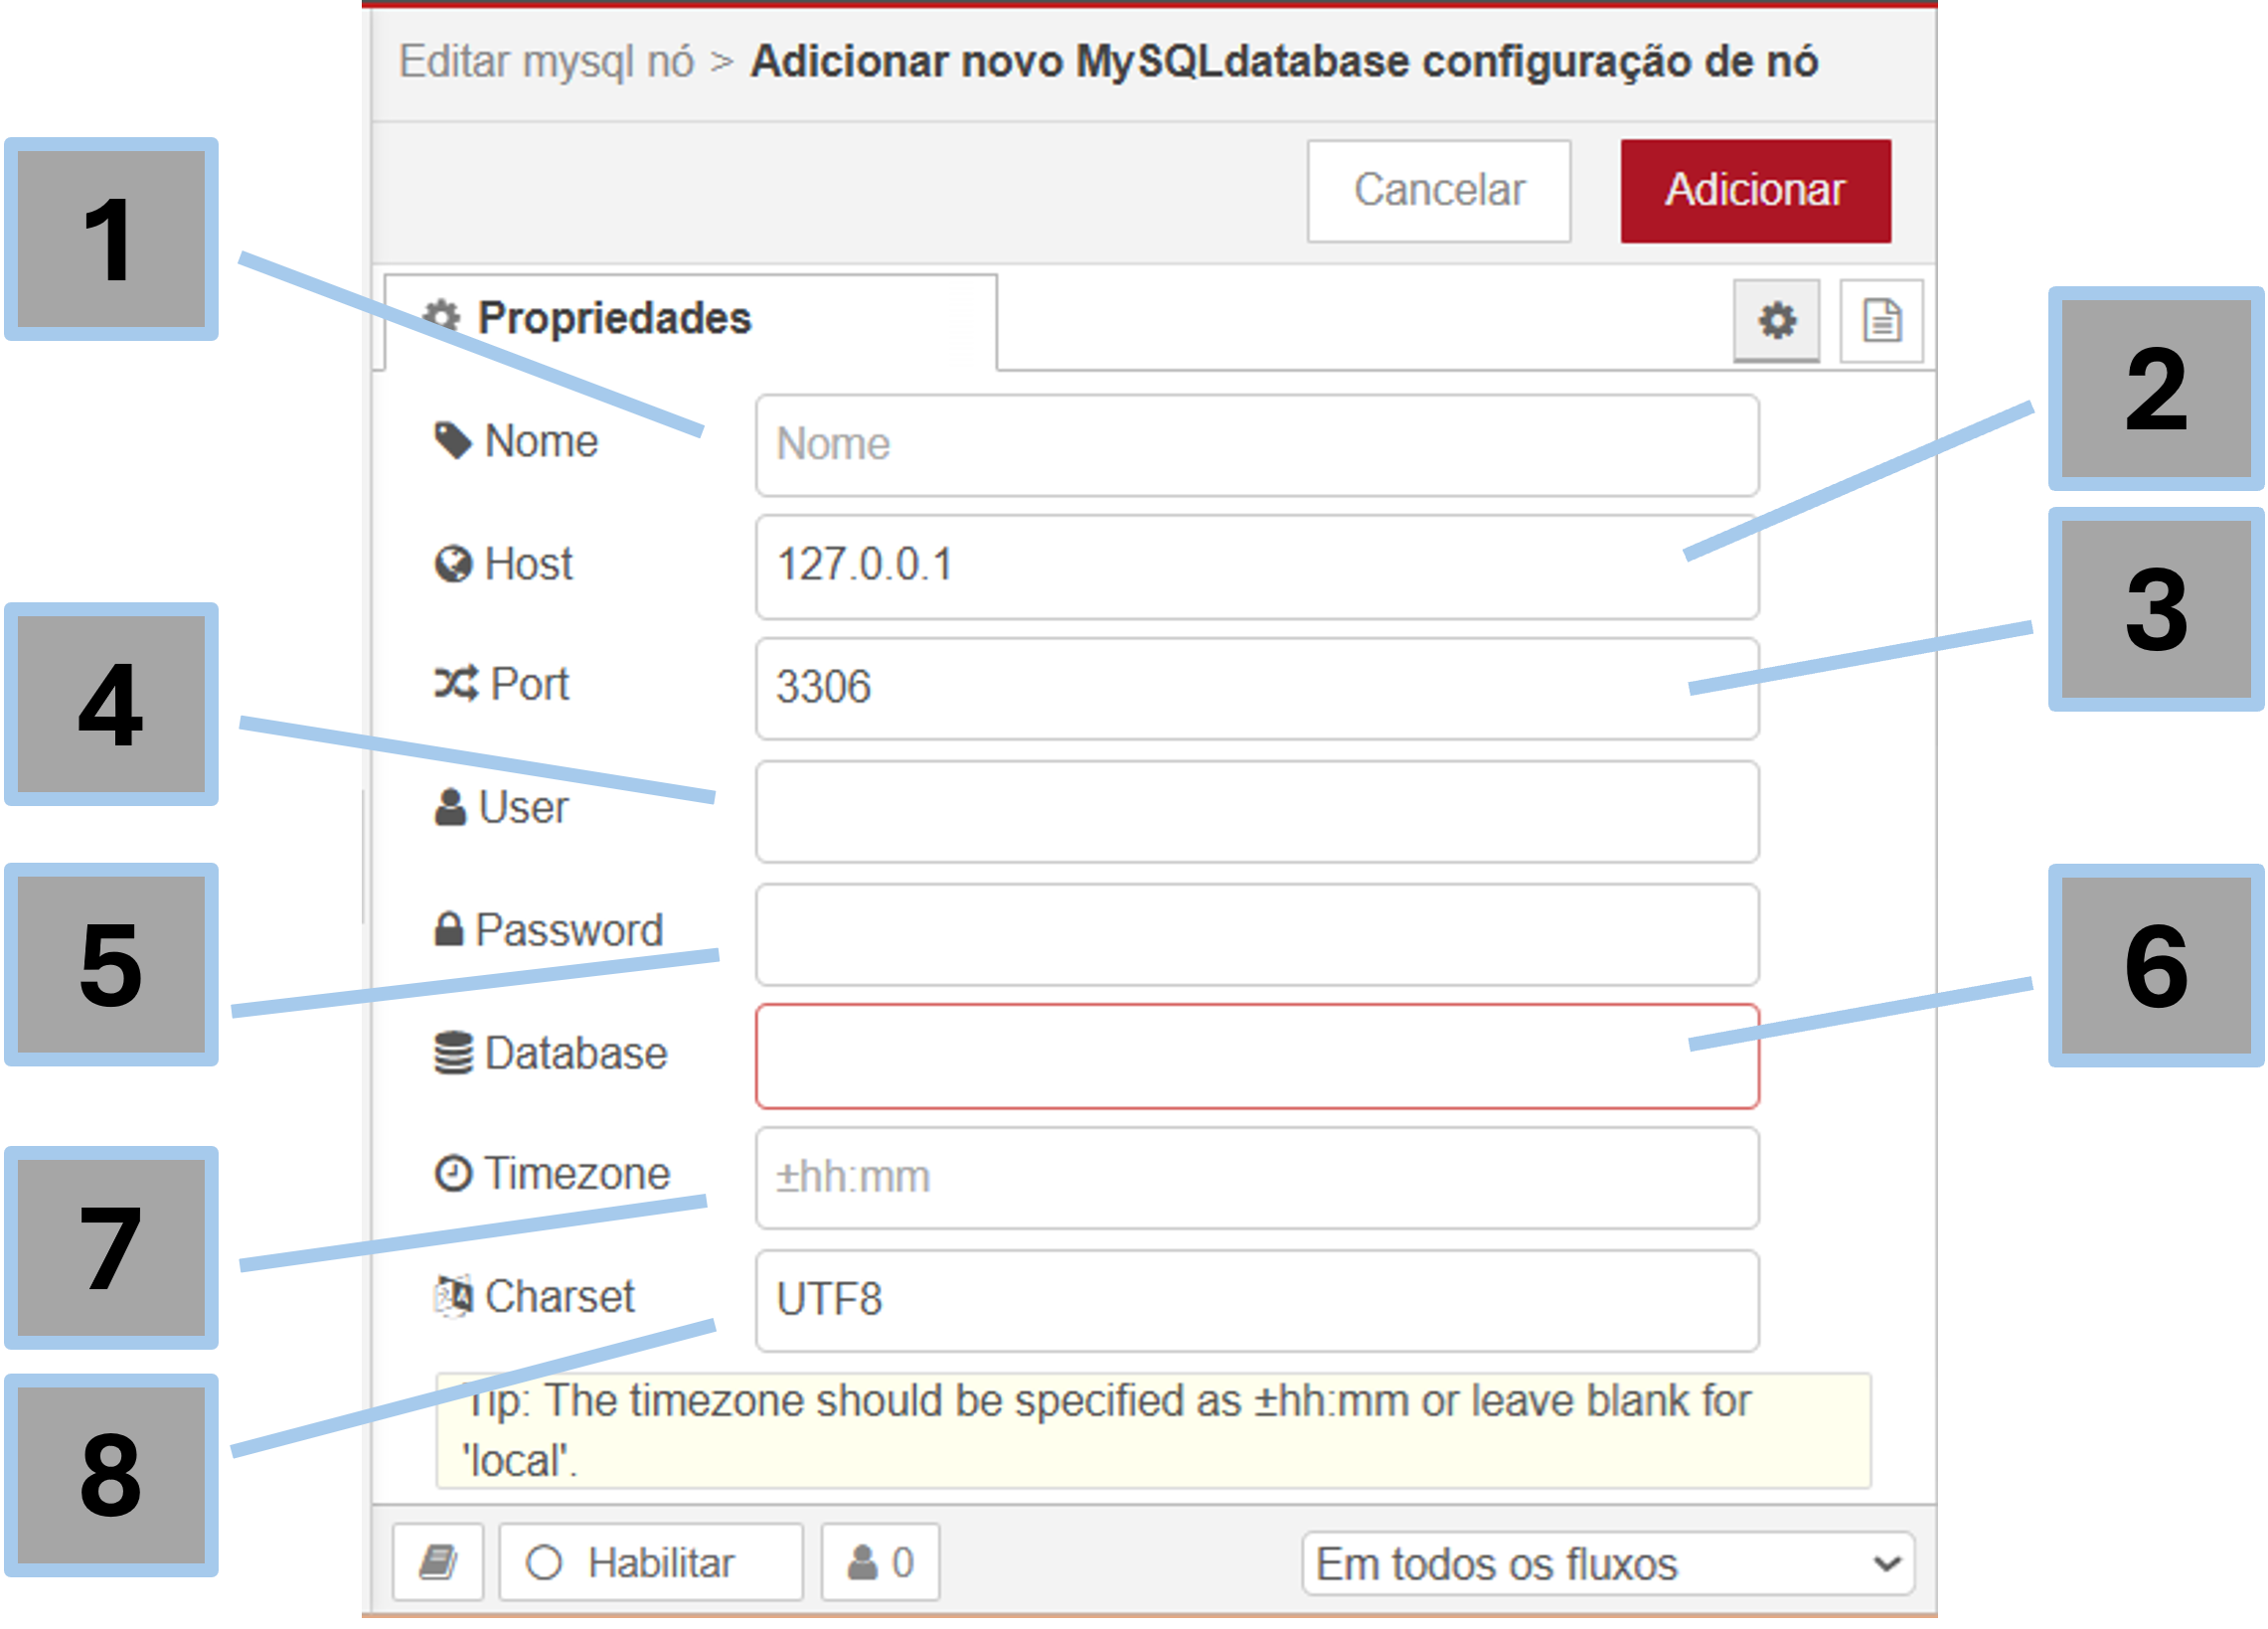 Editar mysql nó > Adicionar novo MySQLdatabase configuração de nó
Cancelar
Adicionar
1
Propriedades
2
Nome
Nome
Host
127.0.0.1
3
Port
3306
4
User
5
Password
6
Database
7
Timezone
±hh:mm
Charset
UTF8
8
Tip: The timezone should be specified as ±hh:mm or leave blank for
'local'.
Habilitar
0
Em todos os fluxos